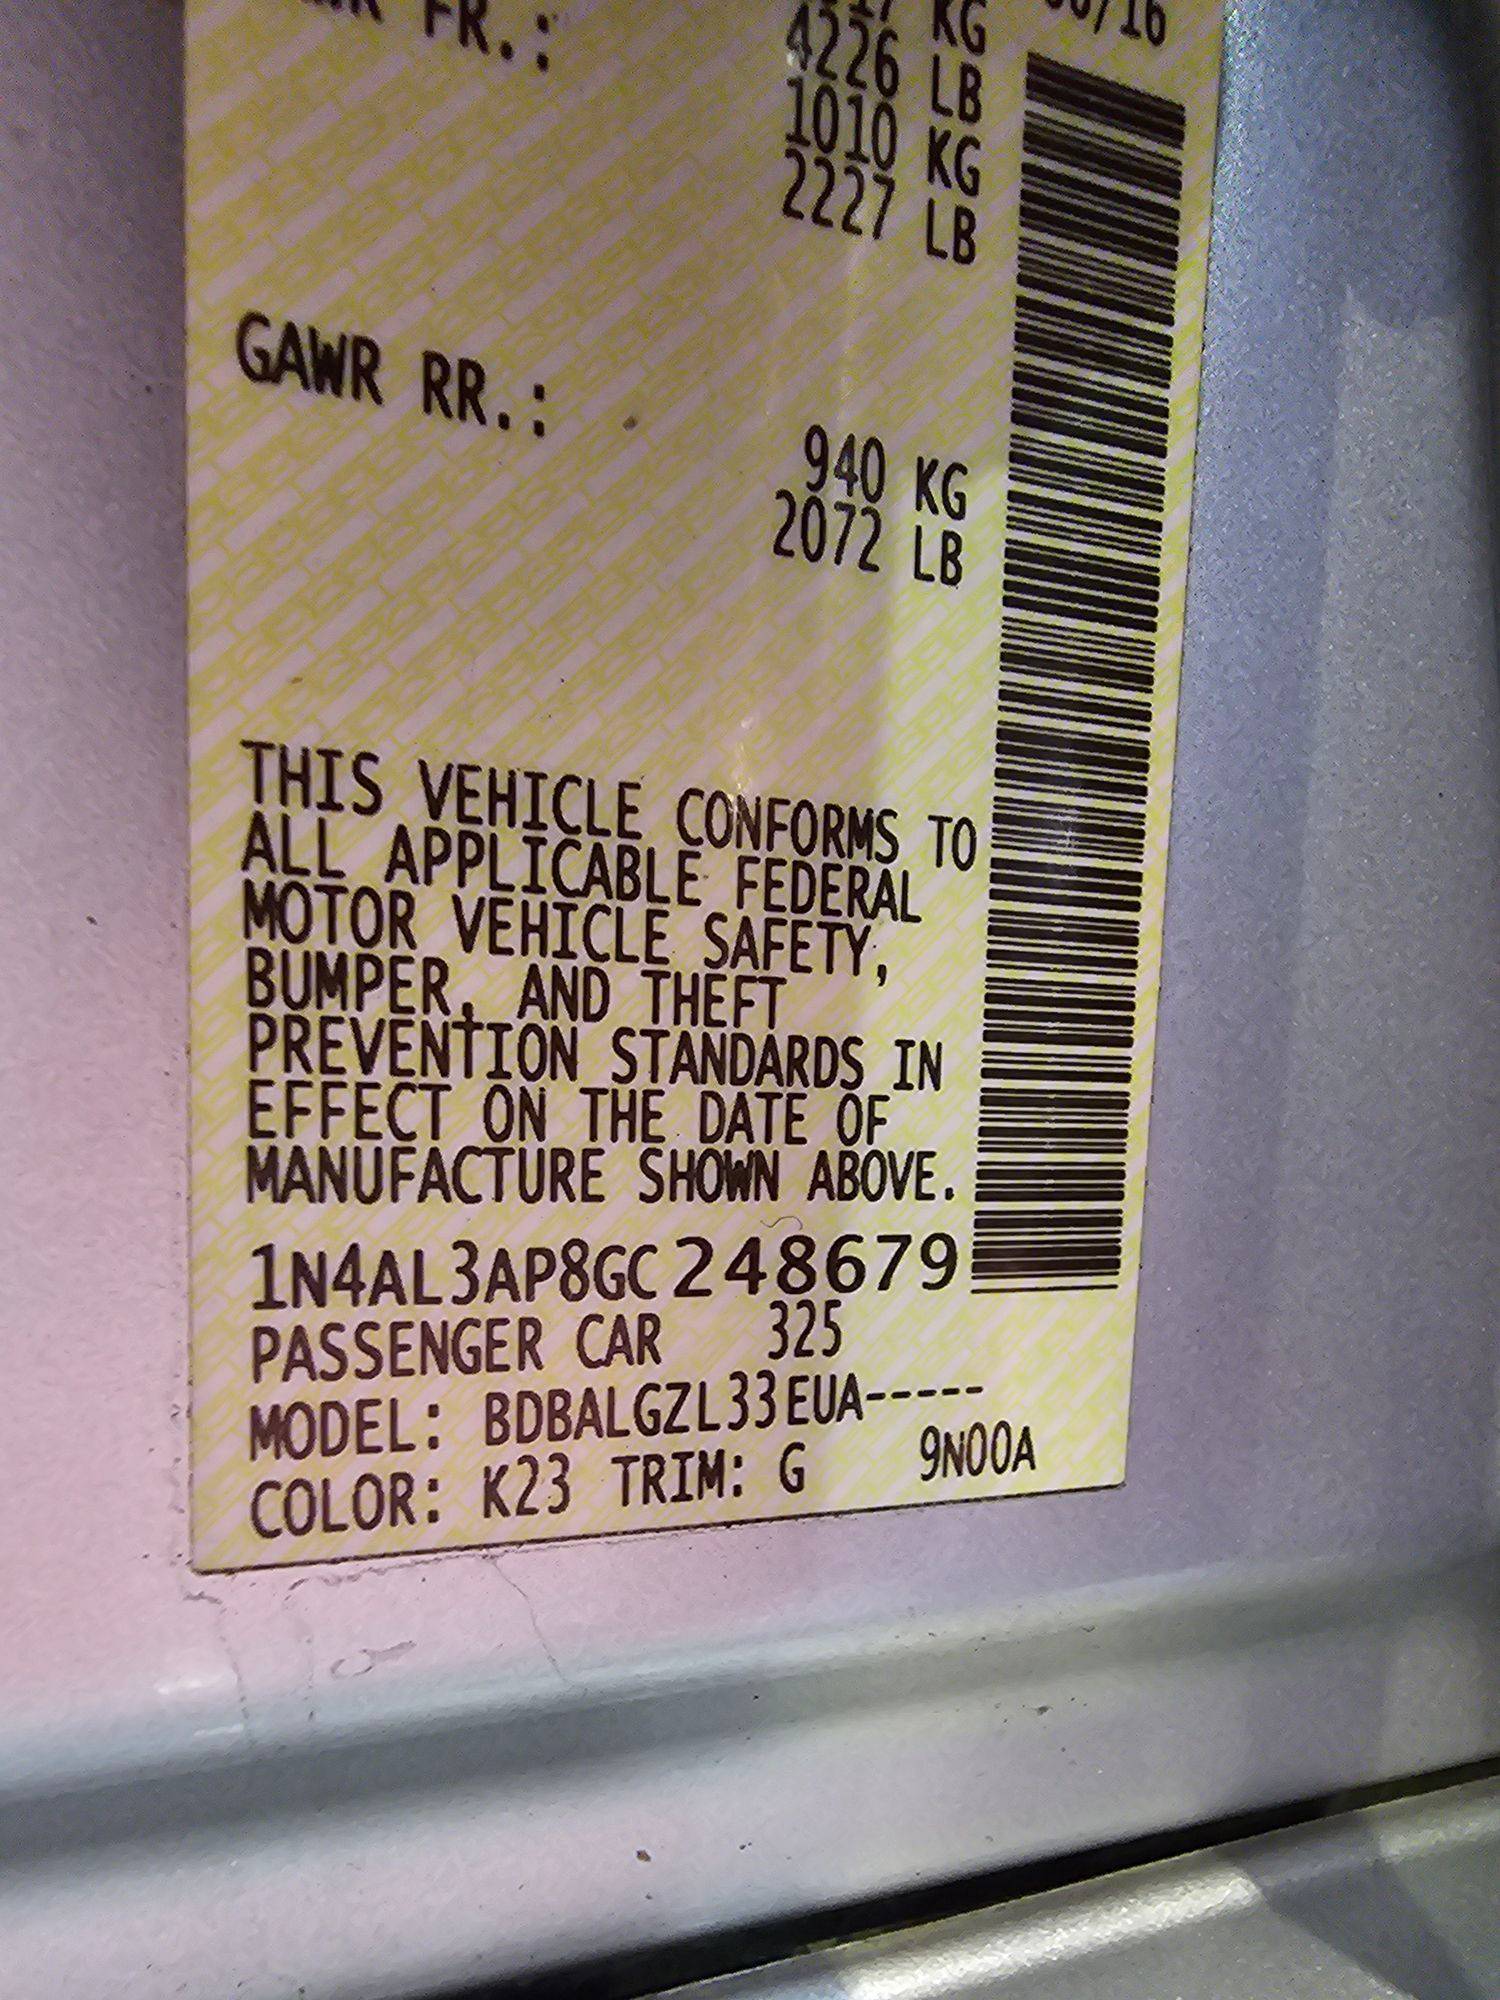 FR.: KG
4226 LB
1010 KG
2227 LB
GAWR RR.:
940 KG
2072 LB
THIS VEHICLE CONFORMS TO
ALL APPLICABLE FEDERAL
MOTOR VEHICLE SAFETY,
BUMPER, AND THEFT
PREVENTION STANDARDS IN
EFFECT ON THE DATE OF
MANUFACTURE SHOWN ABOVE.
1N4AL3AP8GC248679
PASSENGER CAR 325
MODEL: BDBALGZL33EUA-----
COLOR: K23 TRIM: G 9N00A